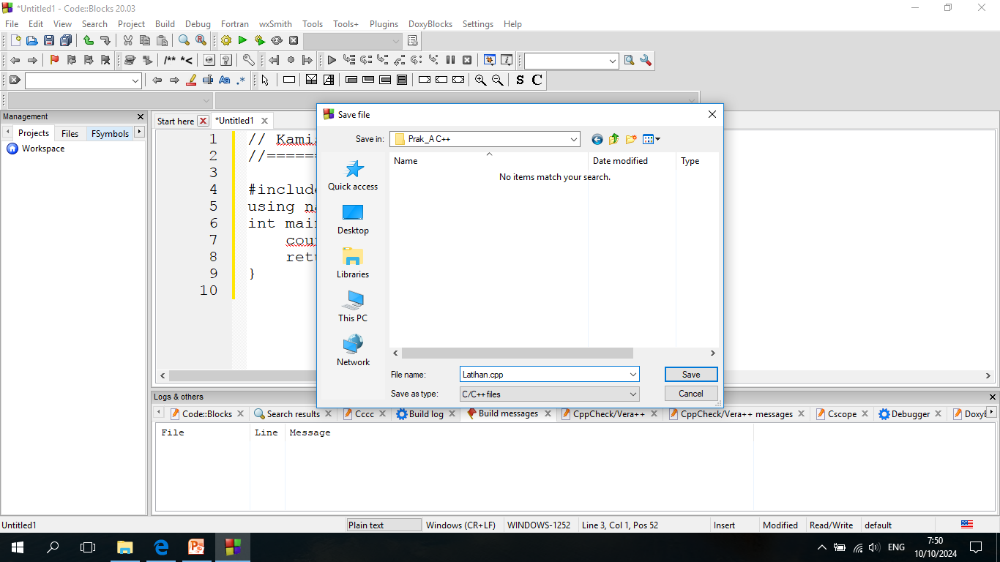 *Untitled1 - Code::Blocks 20.03
File Edit View Search Project Build Debug Fortran wxSmith Tools Tools+ Plugins DoxyBlocks Settings Help
/** *<
Aa .*
S C
Management
Projects Files FSymbols
Workspace
Start here *Untitled1
1 // Kamis
2 //======
3
4 #include
5 using na
6 int main
7 cout
8 retu
9 }
10
Save file
Save in: Prak_A C++
Quick access
Desktop
Libraries
This PC
Network
Name Date modified Type
No items match your search.
File name: Latihan.cpp Save
Save as type: C/C++ files Cancel
Logs & others
Code::Blocks Search results Cccc Build log Build messages CppCheck/Vera++ CppCheck/Vera++ messages Cscope Debugger DoxyB
File Line Message
Untitled1 Plain text Windows (CR+LF) WINDOWS-1252 Line 3, Col 1, Pos 52 Insert Modified Read/Write default
ENG
7:50
10/10/2024